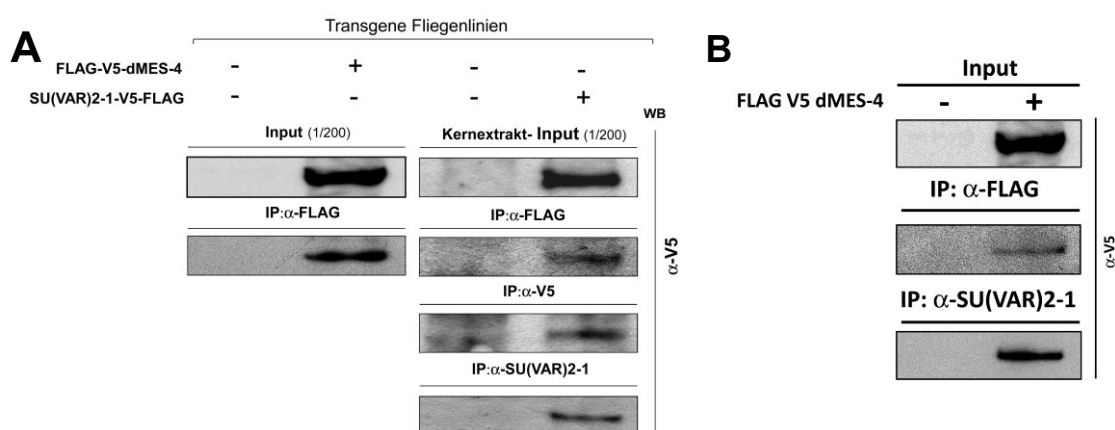 A
Transgene Fliegenlinien
FLAG-V5-dMES-4 - + - -
SU(VAR)2-1-V5-FLAG - - - +
WB
Input (1/200)
IP:α-FLAG
Kernextrakt- Input (1/200)
IP:α-FLAG
IP:α-V5
IP:α-SU(VAR)2-1
α-V5
B
Input
FLAG V5 dMES-4 - +
IP: α-FLAG
IP: α-SU(VAR)2-1
α-V5